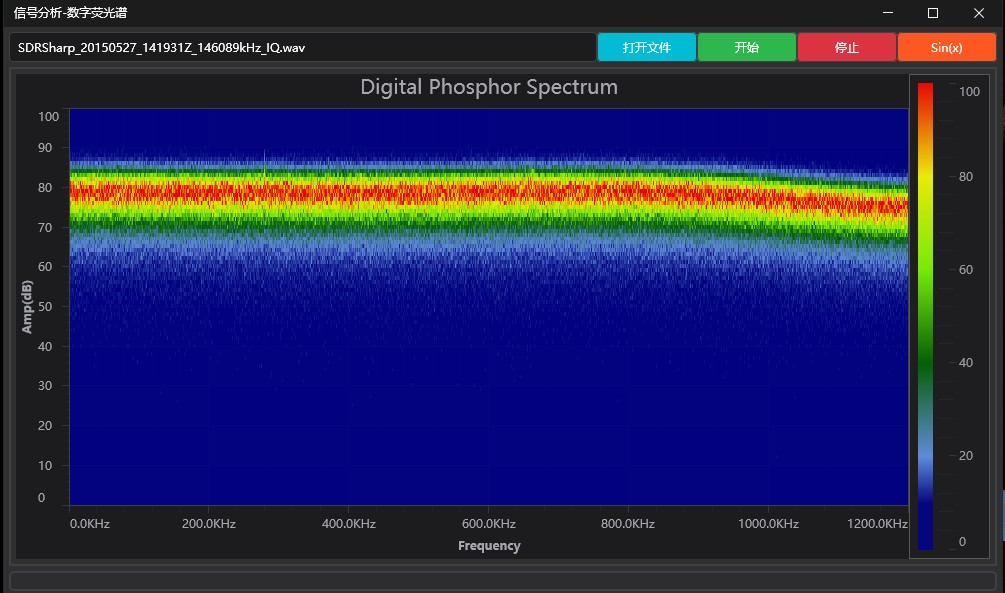 信号分析-数字荧光谱
SDRSharp_20150527_141931Z_146089kHz_IQ.wav 打开文件 开始 停止 Sin(x)
Digital Phosphor Spectrum
100
90
80
70
60
50
40
30
20
10
0
Amp(dB)
0.0KHz 200.0KHz 400.0KHz 600.0KHz 800.0KHz 1000.0KHz 1200.0KHz
Frequency
100
80
60
40
20
0